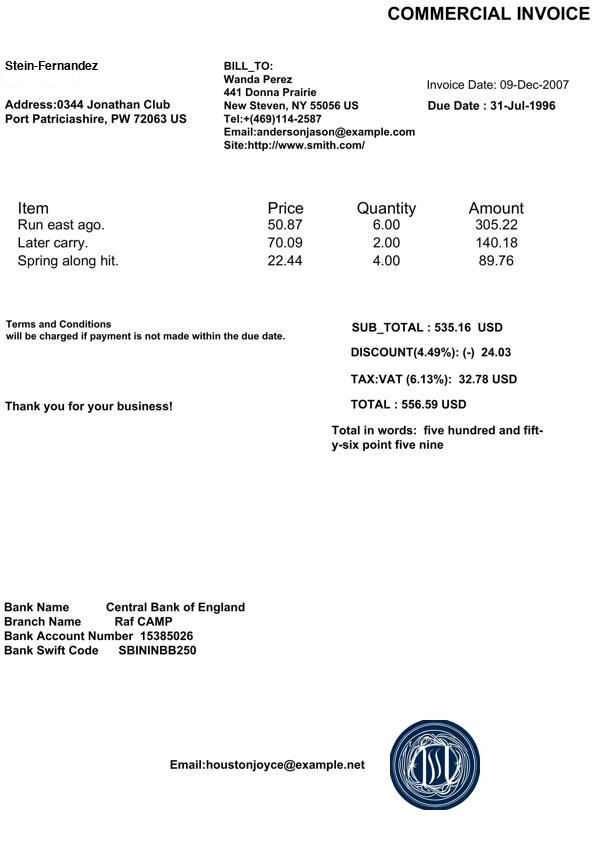 COMMERCIAL INVOICE
Stein-Fernandez
Address:0344 Jonathan Club
Port Patriciashire, PW 72063 US
BILL_TO:
Wanda Perez
441 Donna Prairie
New Steven, NY 55056 US
Tel:+(469)114-2587
Email:andersonjason@example.com
Site:http://www.smith.com/
Invoice Date: 09-Dec-2007
Due Date : 31-Jul-1996
Item Price Quantity Amount
Run east ago. 50.87 6.00 305.22
Later carry. 70.09 2.00 140.18
Spring along hit. 22.44 4.00 89.76
Terms and Conditions
will be charged if payment is not made within the due date.
SUB_TOTAL : 535.16 USD
DISCOUNT(4.49%): (-) 24.03
TAX:VAT (6.13%): 32.78 USD
TOTAL : 556.59 USD
Thank you for your business!
Total in words: five hundred and fift-
y-six point five nine
Bank Name Central Bank of England
Branch Name Raf CAMP
Bank Account Number 15385026
Bank Swift Code SBININBB250
Email:houstonjoyce@example.net